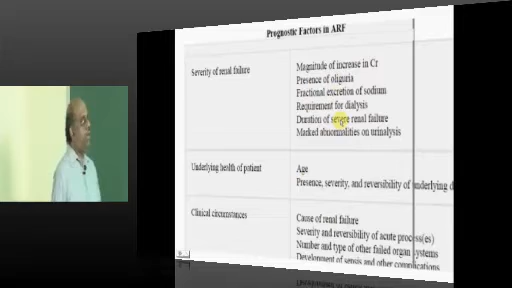 Prognostic Factors in ARF
Severity of renal failure
Magnitude of increase in Cr
Presence of oliguria
Fractional excretion of sodium
Requirement for dialysis
Duration of severe renal failure
Marked abnormalities on urinalysis
Underlying health of patient
Age
Presence, severity, and reversibility of underlying d
Clinical circumstances
Cause of renal failure
Severity and reversibility of acute process(es)
Number and type of other failed organ systems
Development of sepsis and other complications